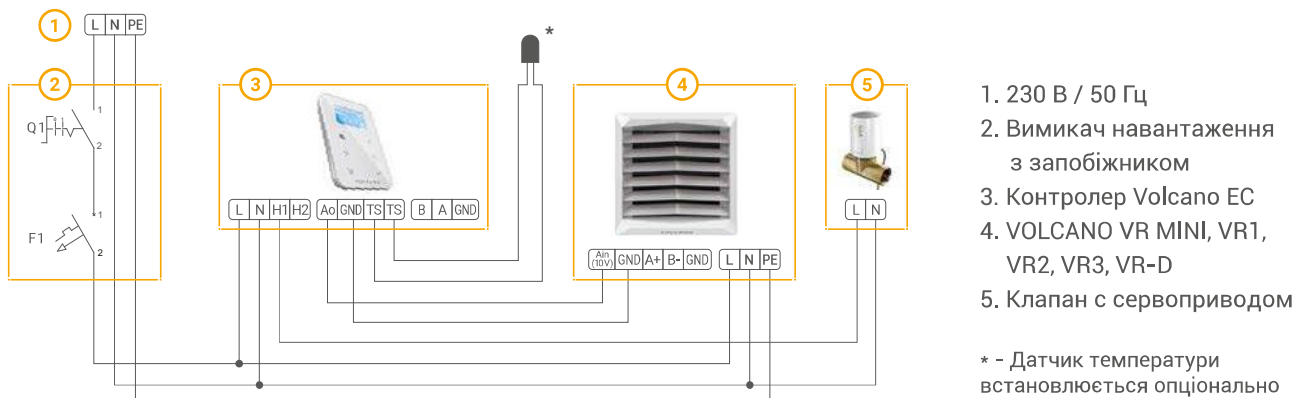 1 L N PE
*
2
3
4
5
1
Q1
2
1
F1
2
L N H1 H2 Ao GND TS TS B A GND
Ain (10V) GND A+ B- GND L N PE
L N
1. 230 В / 50 Гц
2. Вимикач навантаження
з запобіжником
3. Контролер Volcano EC
4. VOLCANO VR MINI, VR1,
VR2, VR3, VR-D
5. Клапан с сервоприводом
* - Датчик температури
встановлюється опціонально